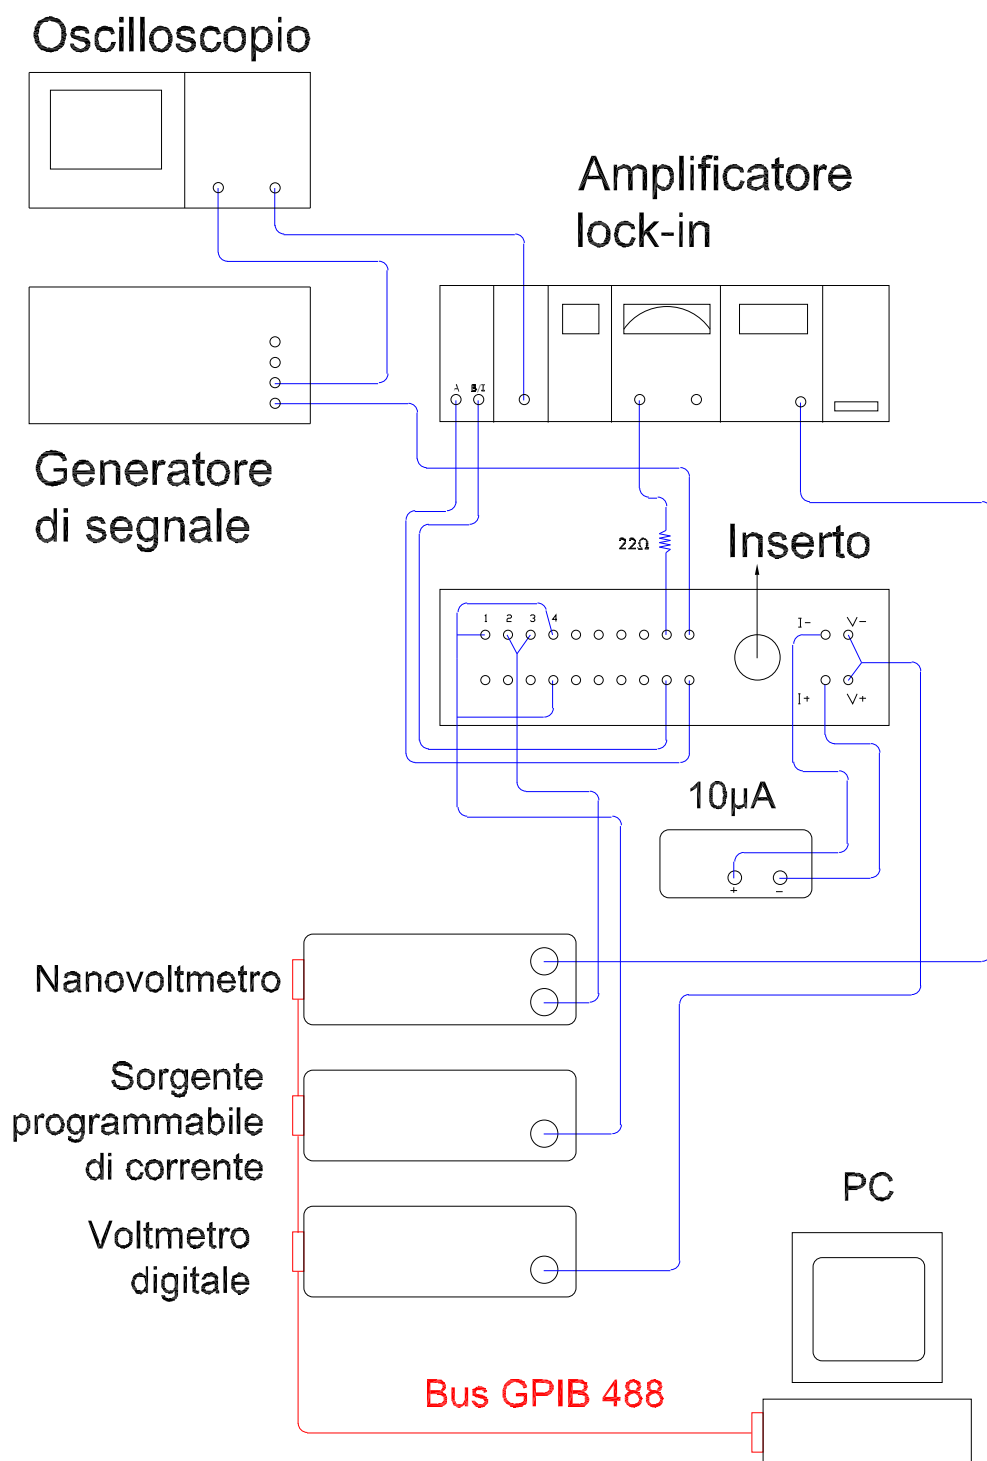 Oscilloscopio
Amplificatore
lock-in
A B/I
Generatore
di segnale
22Ω
Inserto
1 2 3 4
I- V-
I+ V+
10µA
+ -
Nanovoltmetro
Sorgente
programmabile
di corrente
PC
Voltmetro
digitale
Bus GPIB 488